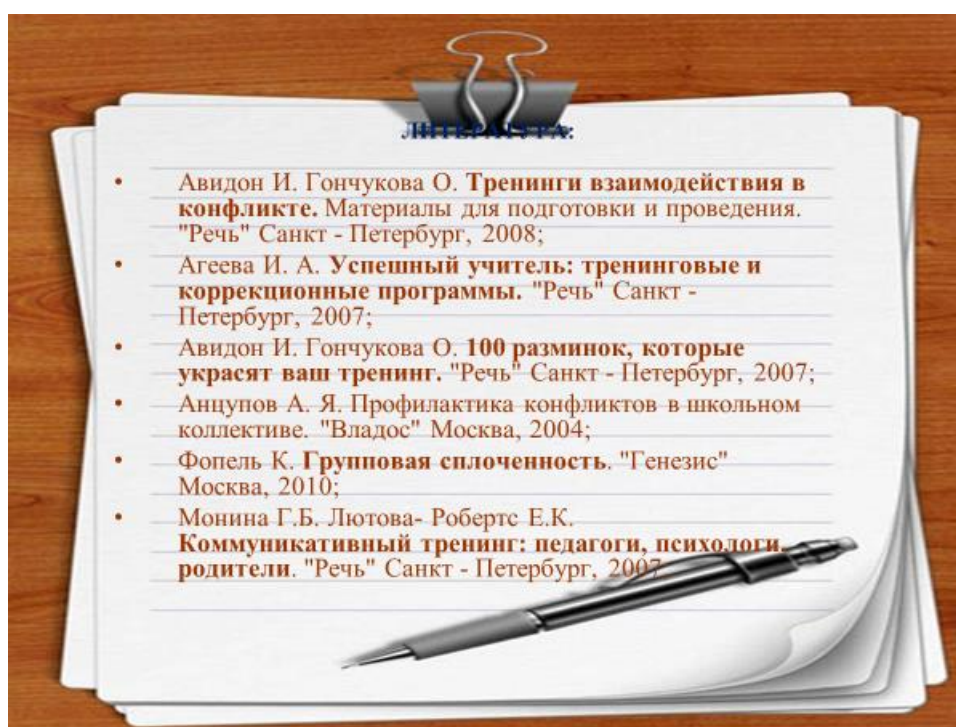 ЛИТЕРАТУРА:
• Авидон И. Гончукова О. Тренинги взаимодействия в
конфликте. Материалы для подготовки и проведения.
"Речь" Санкт - Петербург, 2008;
• Агеева И. А. Успешный учитель: тренинговые и
коррекционные программы. "Речь" Санкт -
Петербург, 2007;
• Авидон И. Гончукова О. 100 разминок, которые
украсят ваш тренинг. "Речь" Санкт - Петербург, 2007;
• Анцупов А. Я. Профилактика конфликтов в школьном
коллективе. "Владос" Москва, 2004;
• Фопель К. Групповая сплоченность. "Генезис"
Москва, 2010;
• Монина Г.Б. Лютова- Робертс Е.К.
Коммуникативный тренинг: педагоги, психологи,
родители. "Речь" Санкт - Петербург, 2007